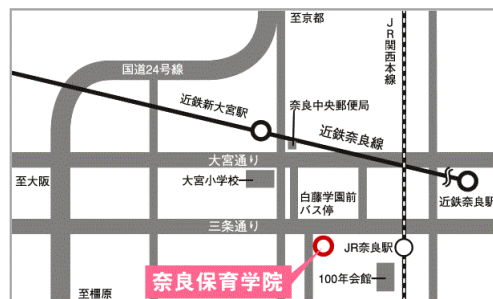 至京都
JR関西本線
国道24号線
近鉄新大宮駅
奈良中央郵便局
近鉄奈良線
大宮通り
至大阪
大宮小学校
白藤学園前
バス停
近鉄奈良駅
三条通り
JR奈良駅
奈良保育学院
100年会館
至橿原